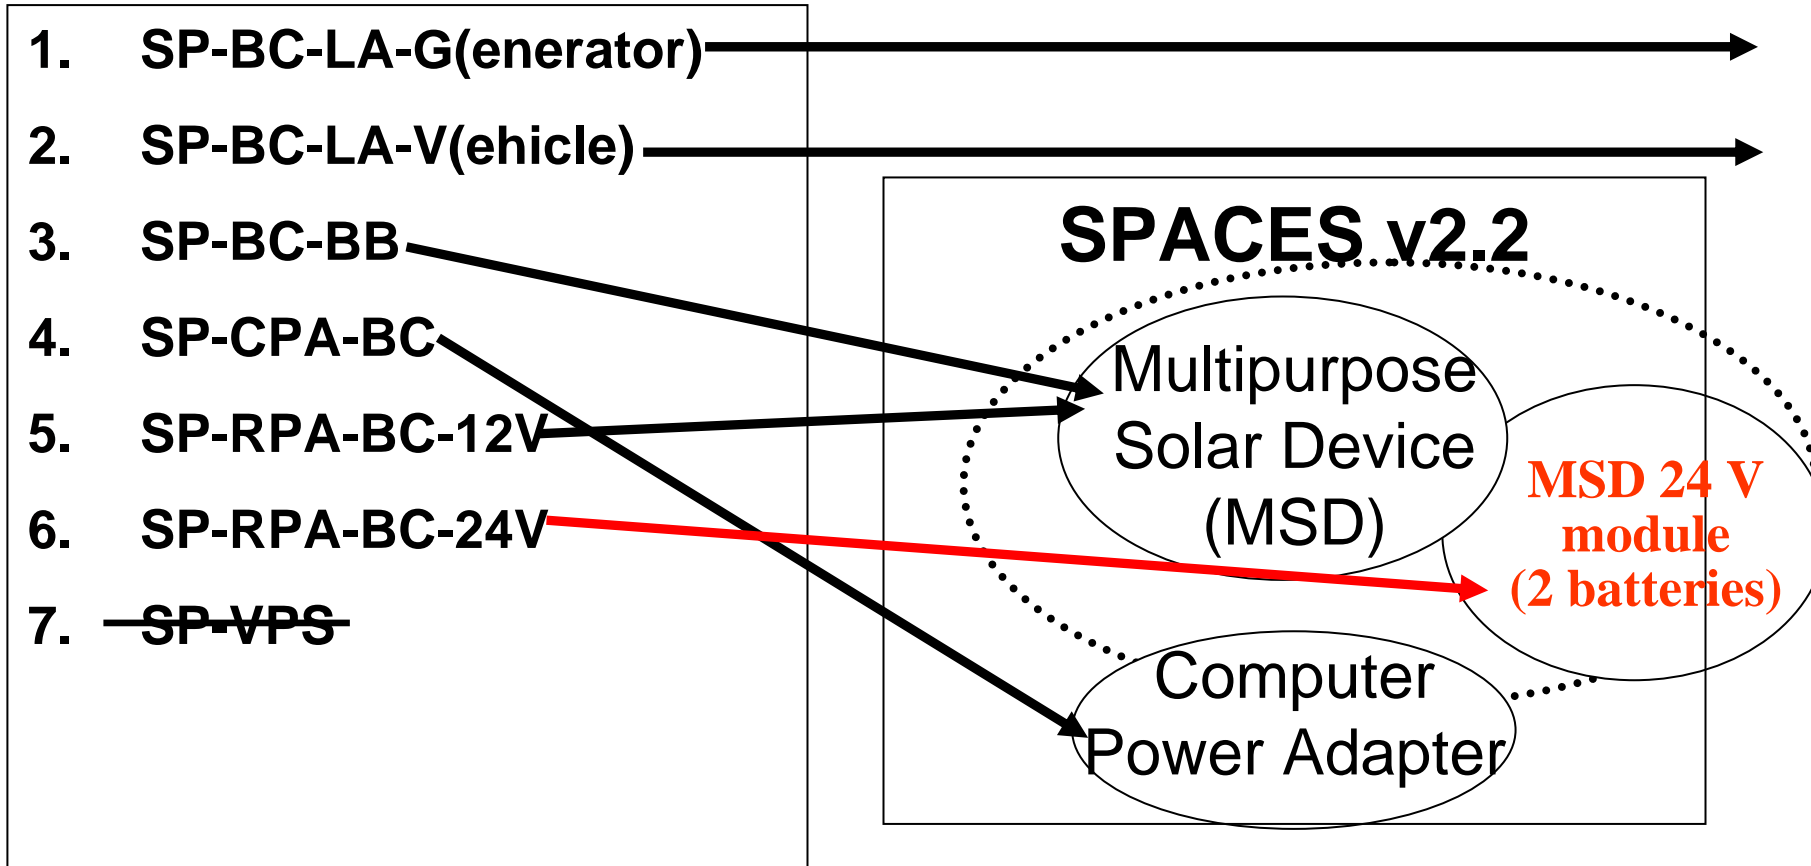 1. SP-BC-LA-G(enerator)
2. SP-BC-LA-V(ehicle)
3. SP-BC-BB
4. SP-CPA-BC
5. SP-RPA-BC-12V
6. SP-RPA-BC-24V
7. SP-VPS
SPACES v2.2
Multipurpose
Solar Device
(MSD)
MSD 24 V
module
(2 batteries)
Computer
Power Adapter